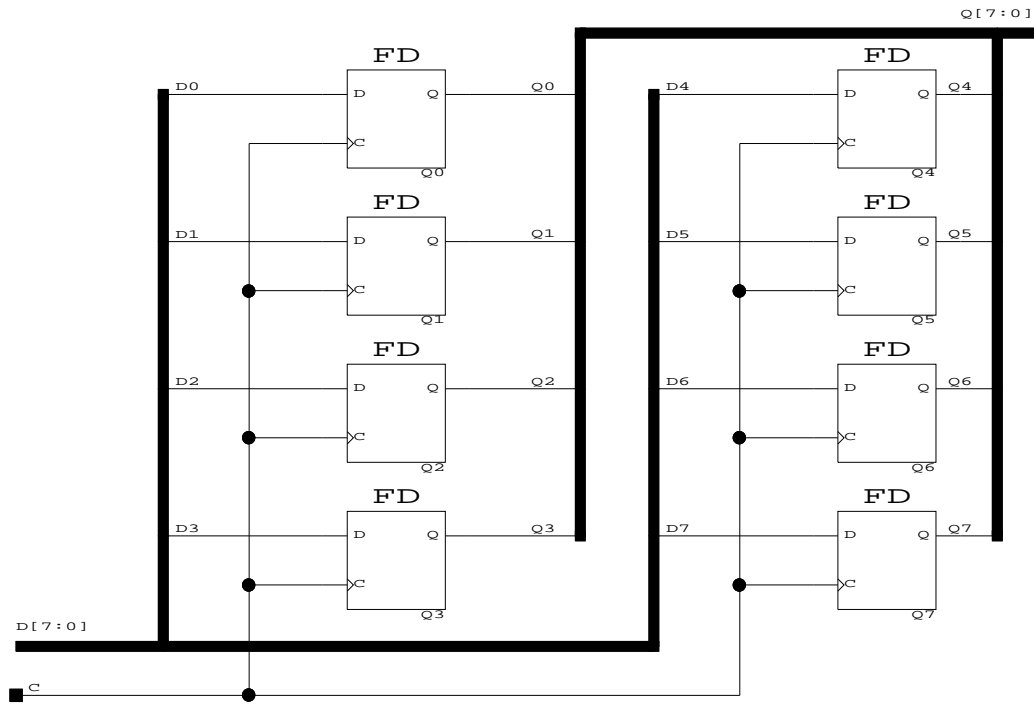 Q[7:0]
FD FD
D0 D Q Q0 D4 D Q Q4
C C
Q0 Q4
FD FD
D1 D Q Q1 D5 D Q Q5
C C
Q1 Q5
FD FD
D2 D Q Q2 D6 D Q Q6
C C
Q2 Q6
FD FD
D3 D Q Q3 D7 D Q Q7
C C
Q3 Q7
D[7:0]
C